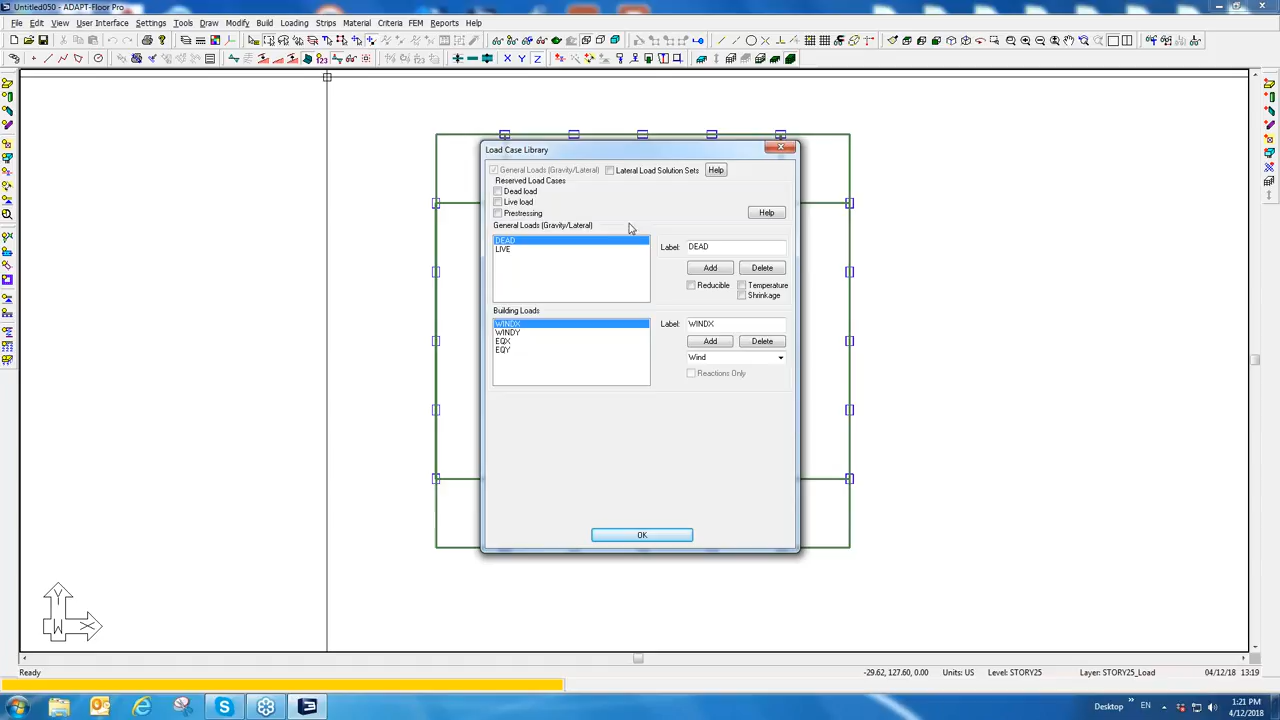 Untitled050 - ADAPT-Floor Pro
File Edit View User Interface Settings Tools Draw Modify Build Loading Strips Material Criteria FEM Reports Help
Load Case Library
General Loads (Gravity/Lateral) Lateral Load Solution Sets Help
Reserved Load Cases
Dead load
Live load
Prestressing Help
General Loads (Gravity/Lateral)
DEAD
LIVE
Label: DEAD
Add Delete
Reducible Temperature
Shrinkage
Building Loads
WINDX
WINDY
EQX
EQY
Label: WINDX
Add Delete
Wind
Reactions Only
OK
Y
W X
Ready -29.62, 127.60, 0.00 Units: US Level: STORY25 Layer: STORY25_Load 04/12/18 13:19
Desktop » EN 1:21 PM
4/12/2018